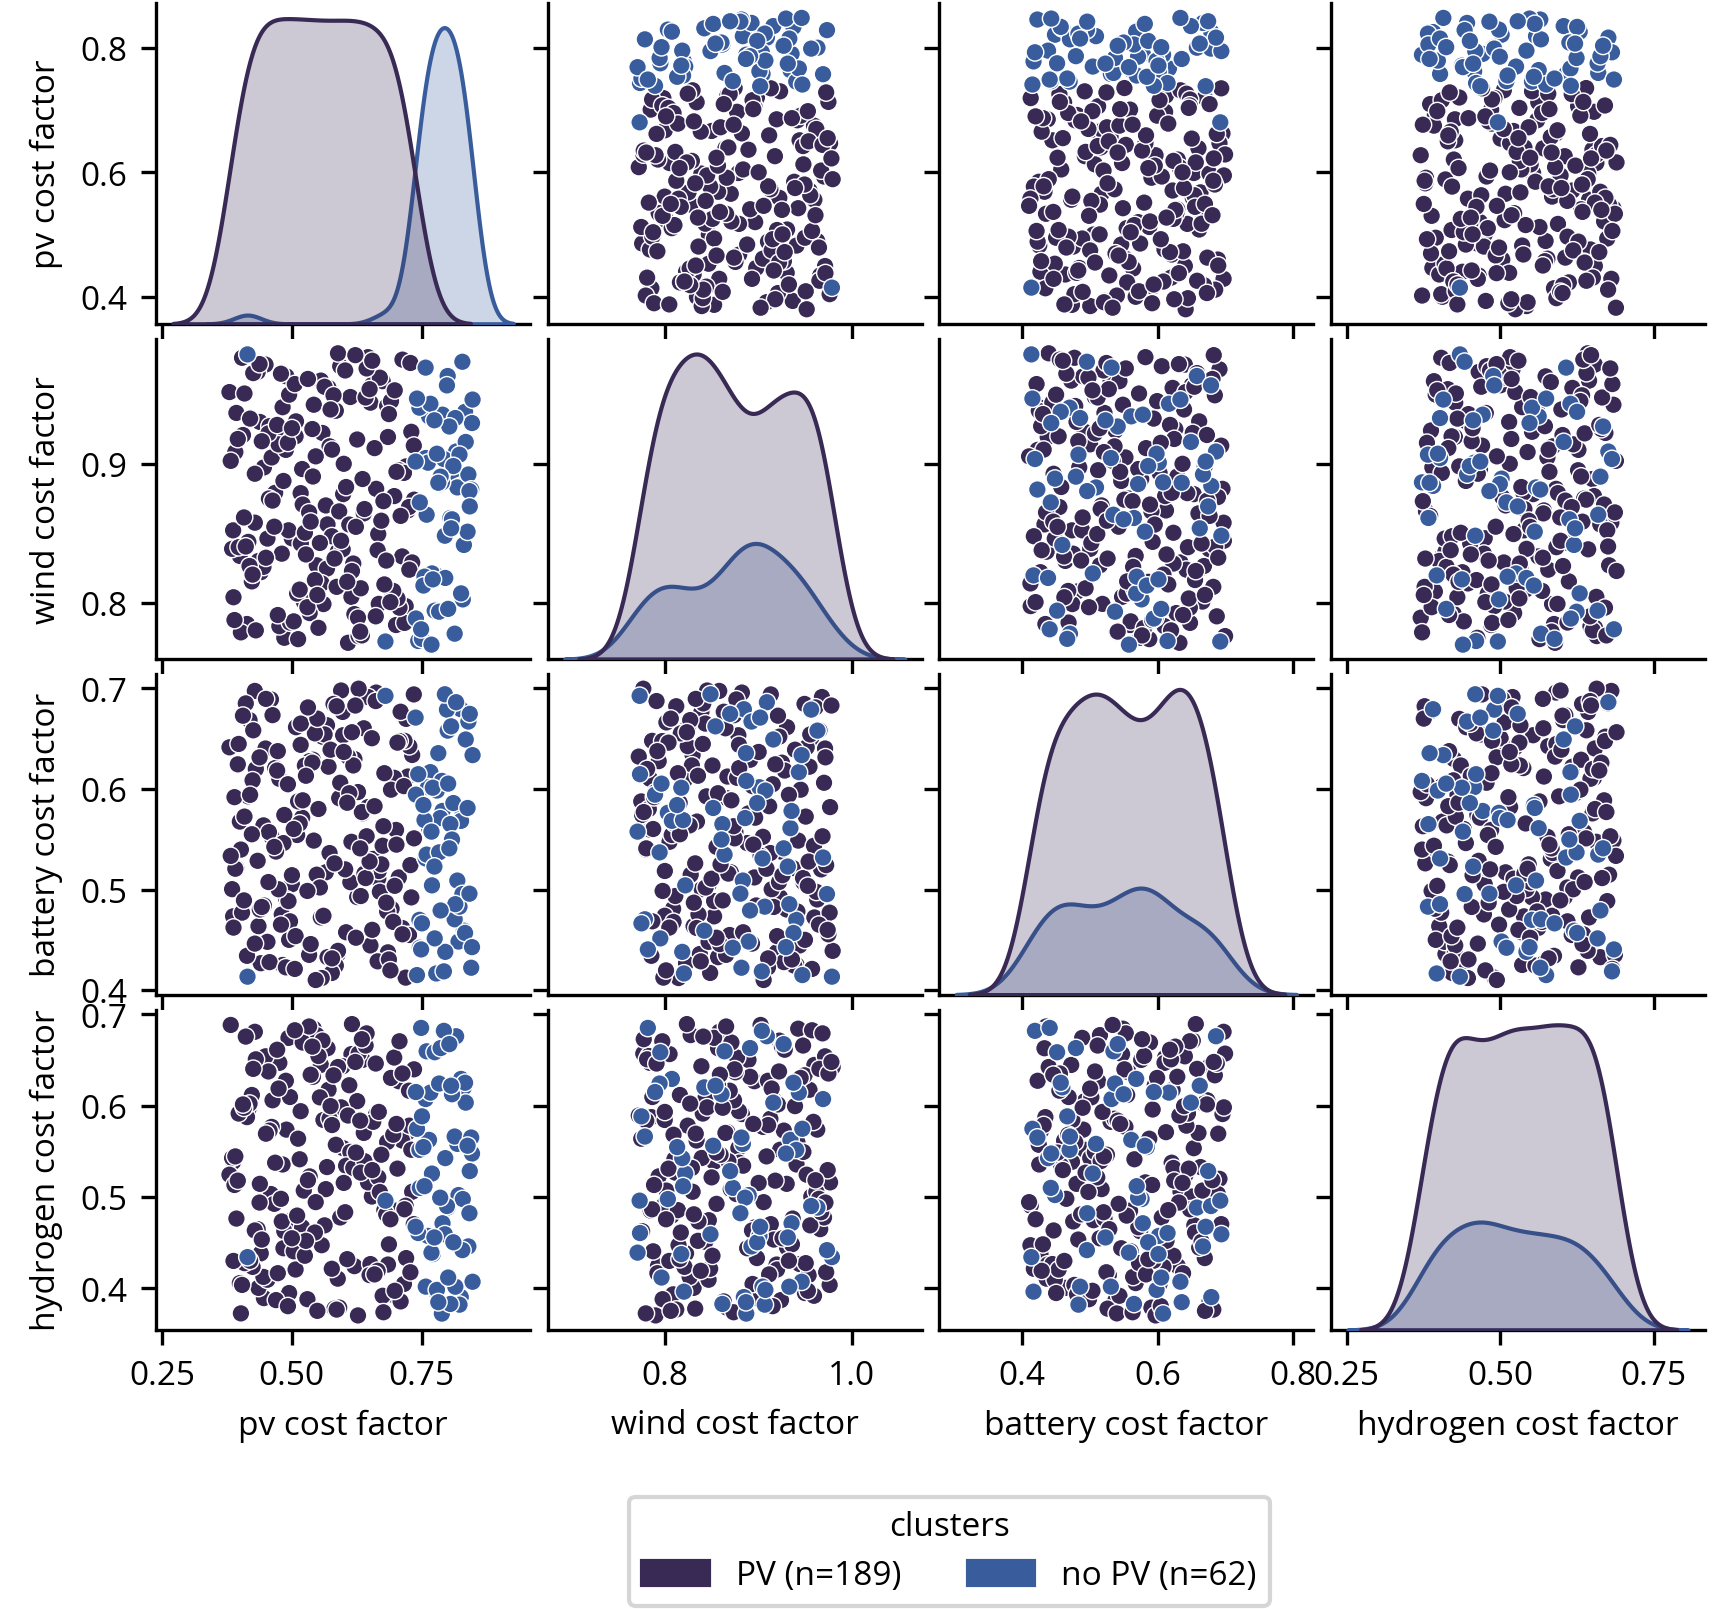 pv cost factor
0.8
0.6
0.4
wind cost factor
0.9
0.8
battery cost factor
0.7
0.6
0.5
0.4
hydrogen cost factor
0.7
0.6
0.5
0.4
0.25 0.50 0.75 0.8 1.0 0.4 0.6 0.8 0.25 0.50 0.75
pv cost factor wind cost factor battery cost factor hydrogen cost factor
clusters
PV (n=189) no PV (n=62)